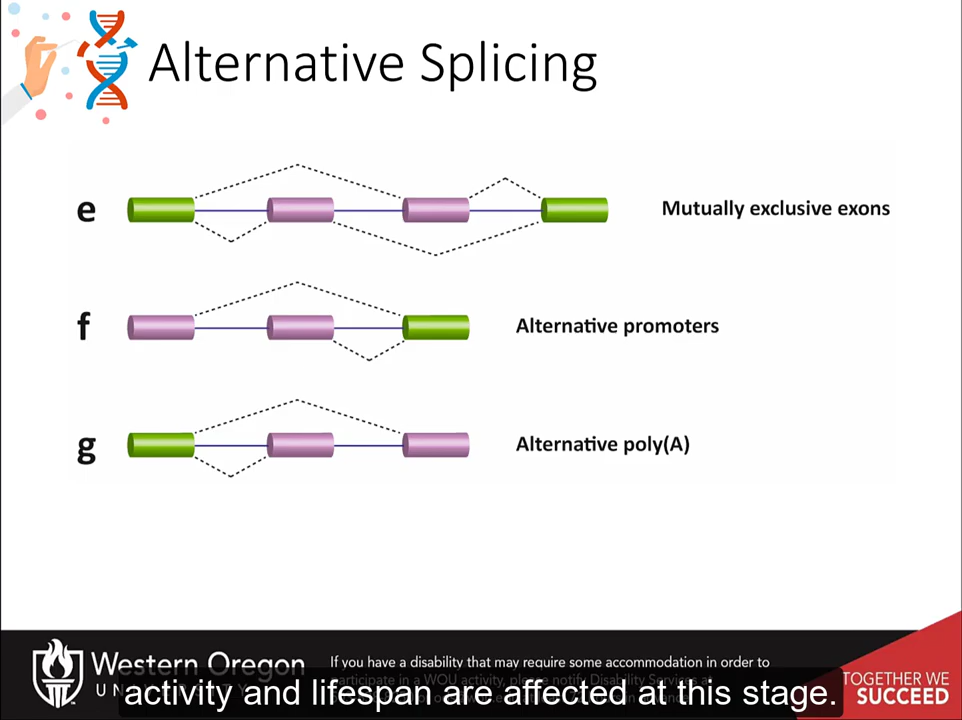 Alternative Splicing
e
Mutually exclusive exons
f
Alternative promoters
g
Alternative poly(A)
Western Oregon
If you have a disability that may require some accommodation in order to
participate in a WOU activity, please notify Disability Services at
TOGETHER WE
SUCCEED
activity and lifespan are affected at this stage.